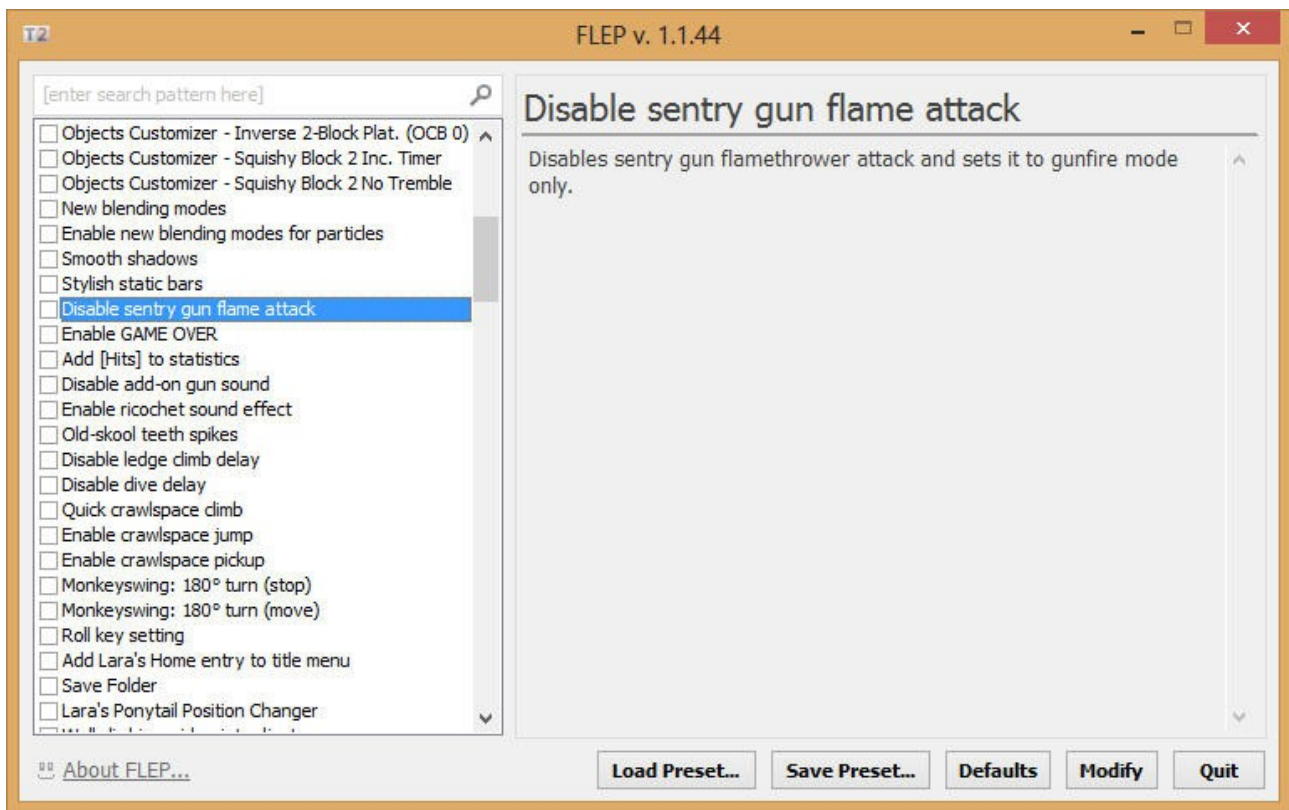 T2
FLEP v. 1.1.44
[enter search pattern here]
Objects Customizer - Inverse 2-Block Plat. (OCB 0)
Objects Customizer - Squishy Block 2 Inc. Timer
Objects Customizer - Squishy Block 2 No Tremble
New blending modes
Enable new blending modes for particles
Smooth shadows
Stylish static bars
Disable sentry gun flame attack
Enable GAME OVER
Add [Hits] to statistics
Disable add-on gun sound
Enable ricochet sound effect
Old-skool teeth spikes
Disable ledge climb delay
Disable dive delay
Quick crawlspace climb
Enable crawlspace jump
Enable crawlspace pickup
Monkeyswing: 180° turn (stop)
Monkeyswing: 180° turn (move)
Roll key setting
Add Lara's Home entry to title menu
Save Folder
Lara's Ponytail Position Changer
Disable sentry gun flame attack
Disables sentry gun flamethrower attack and sets it to gunfire mode
only.
About FLEP...
Load Preset...
Save Preset...
Defaults
Modify
Quit